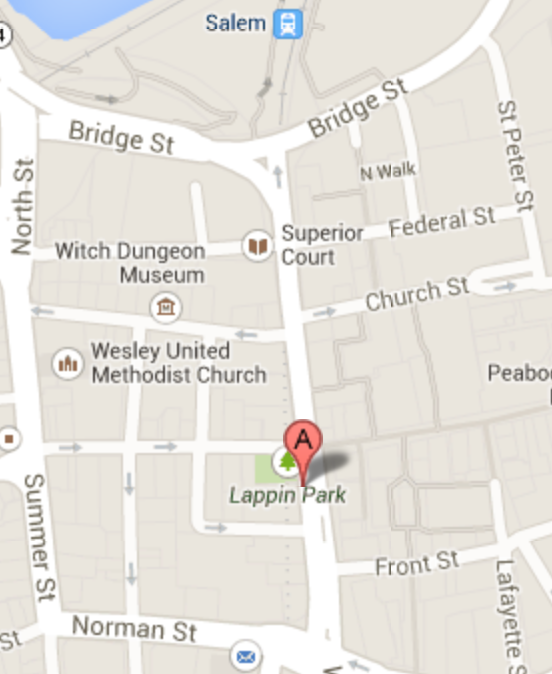 Salem
4
Bridge St
Bridge St
St Peter St
North St
N Walk
Federal St
Superior
Court
Witch Dungeon
Museum
Church St
Wesley United
Methodist Church
Peabo
A
Lappin Park
Summer St
Front St
Lafayette S
Norman St
St